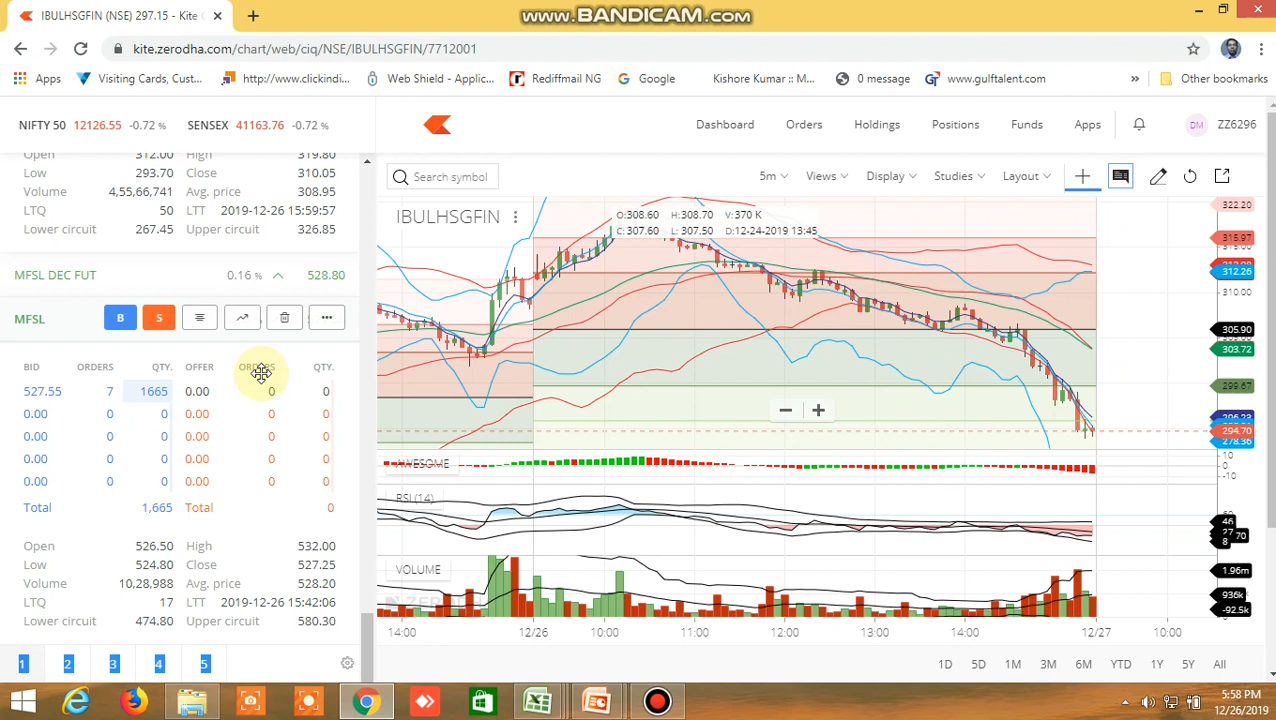 www.BANDICAM.com
IBULHSGFIN (NSE) 297.15 - Kite
kite.zerodha.com/chart/web/ciq/NSE/IBULHSGFIN/7712001
Apps Visiting Cards, Cust... http://www.clickindi... Web Shield - Applic... Rediffmail NG Google Kishore Kumar :: M... 0 message www.gulftalent.com » Other bookmarks
NIFTY 50 12126.55 -0.72 % SENSEX 41163.76 -0.72 %
Dashboard Orders Holdings Positions Funds Apps DM ZZ6296
Open 312.00 High 319.80
Low 293.70 Close 310.05
Volume 4,55,66,741 Avg. price 308.95
LTQ 50 LTT 2019-12-26 15:59:57
Lower circuit 267.45 Upper circuit 326.85
MFSL DEC FUT 0.16 % 528.80
MFSL B S
BID ORDERS QTY. OFFER ORDERS QTY.
527.55 7 1665 0.00 0 0
0.00 0 0 0.00 0 0
0.00 0 0 0.00 0 0
0.00 0 0 0.00 0 0
0.00 0 0 0.00 0 0
Total 1,665 Total 0
Open 526.50 High 532.00
Low 524.80 Close 527.25
Volume 10,28,988 Avg. price 528.20
LTQ 17 LTT 2019-12-26 15:42:06
Lower circuit 474.80 Upper circuit 580.30
1 2 3 4 5
Search symbol 5m Views Display Studies Layout
IBULHSGFIN
O:308.60 H:308.70 V:370 K
C:307.60 L:307.50 D:12-24-2019 13:45
322.20
315.97
312.26
310.00
305.90
303.72
299.67
294.70
278.36
AWESOME
10
0
-10
RSI(14)
46
8
VOLUME
1.96m
936k
-92.5k
14:00 12/26 10:00 11:00 12:00 13:00 14:00 12/27 10:00
1D 5D 1M 3M 6M YTD 1Y 5Y All
5:58 PM
12/26/2019